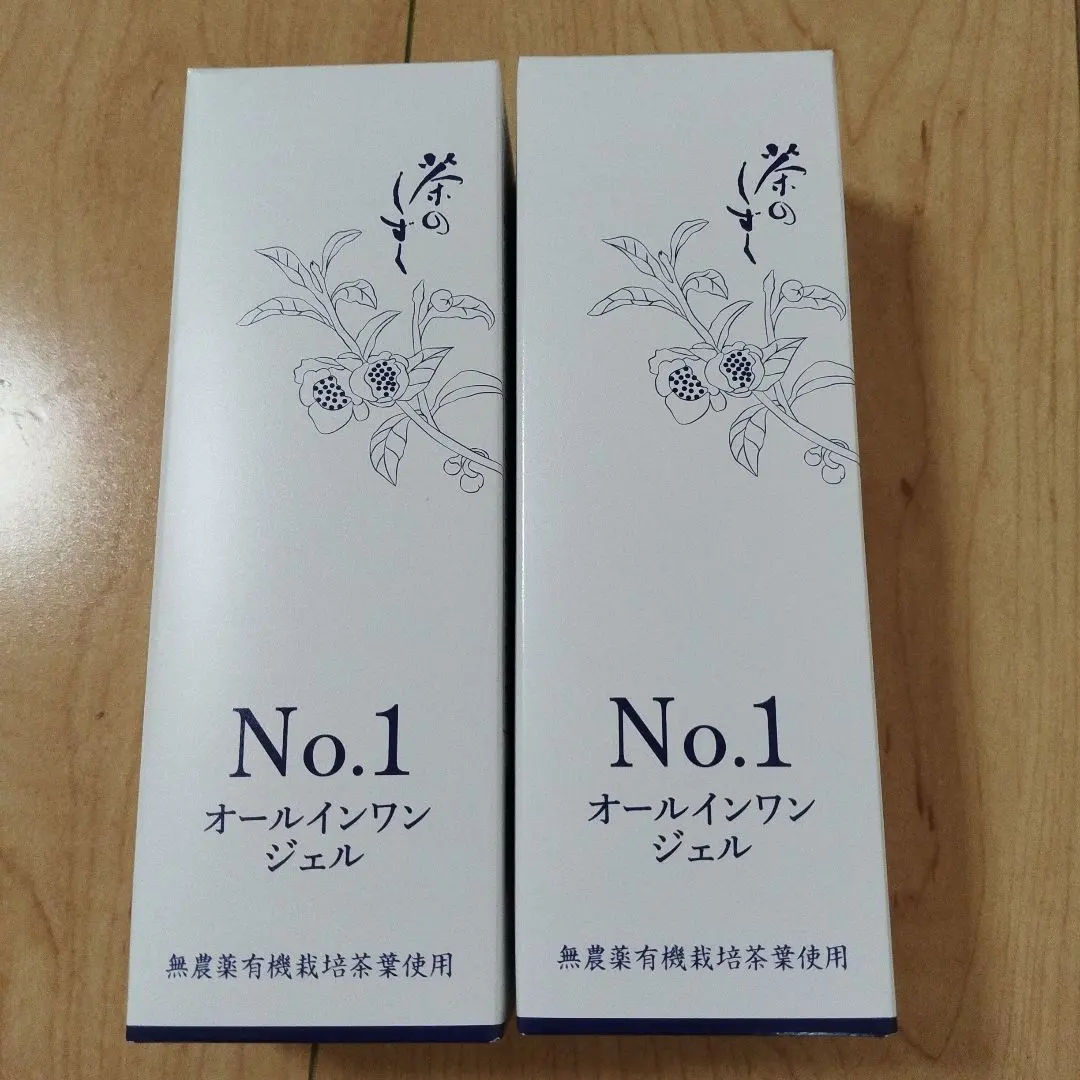 茶の
しずく
No.1
オールインワン
ジェル
無農薬有機栽培茶葉使用
茶の
しずく
No.1
オールインワン
ジェル
無農薬有機栽培茶葉使用